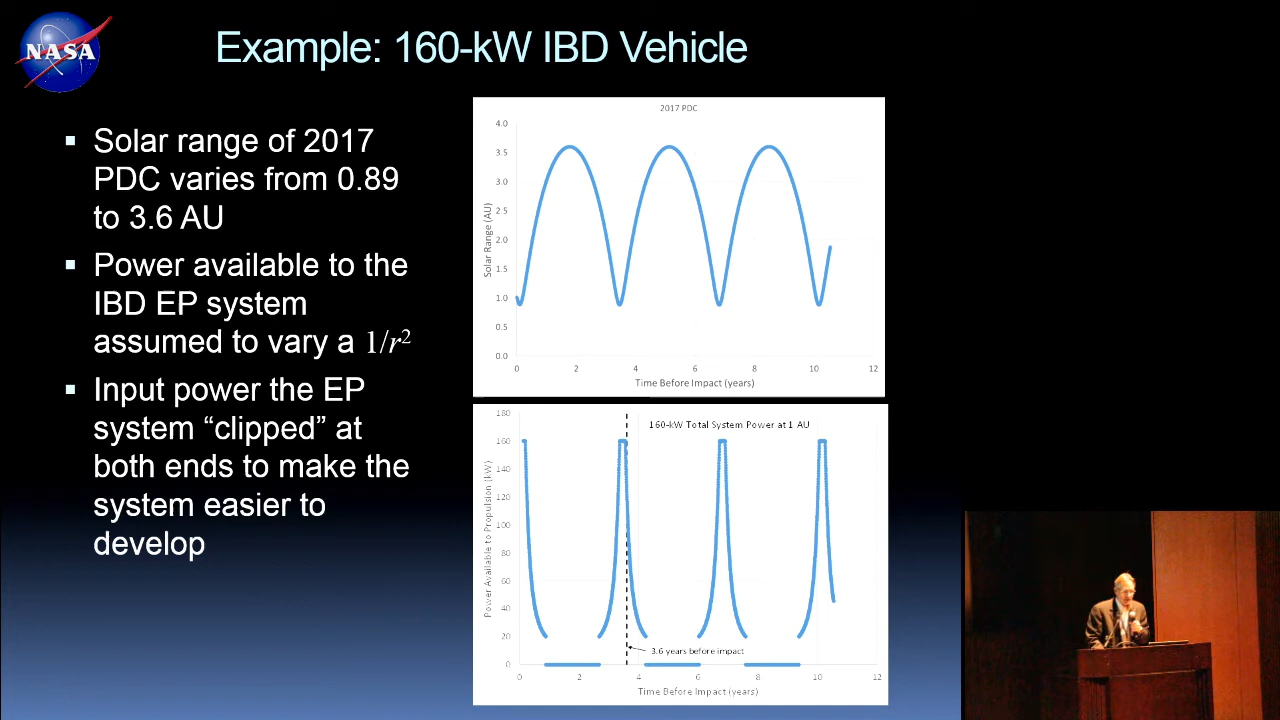 NASA
Example: 160-kW IBD Vehicle
Solar range of 2017
PDC varies from 0.89
to 3.6 AU
Power available to the
IBD EP system
assumed to vary a 1/r²
Input power the EP
system “clipped” at
both ends to make the
system easier to
develop
2017 PDC
Solar Range (AU)
4.0
3.5
3.0
2.5
2.0
1.5
1.0
0.5
0.0
0 2 4 6 8 10 12
Time Before Impact (years)
160-kW Total System Power at 1 AU
Power Available to Propulsion (kW)
180
160
140
120
100
80
60
40
20
0
3.6 years before impact
0 2 4 6 8 10 12
Time Before Impact (years)